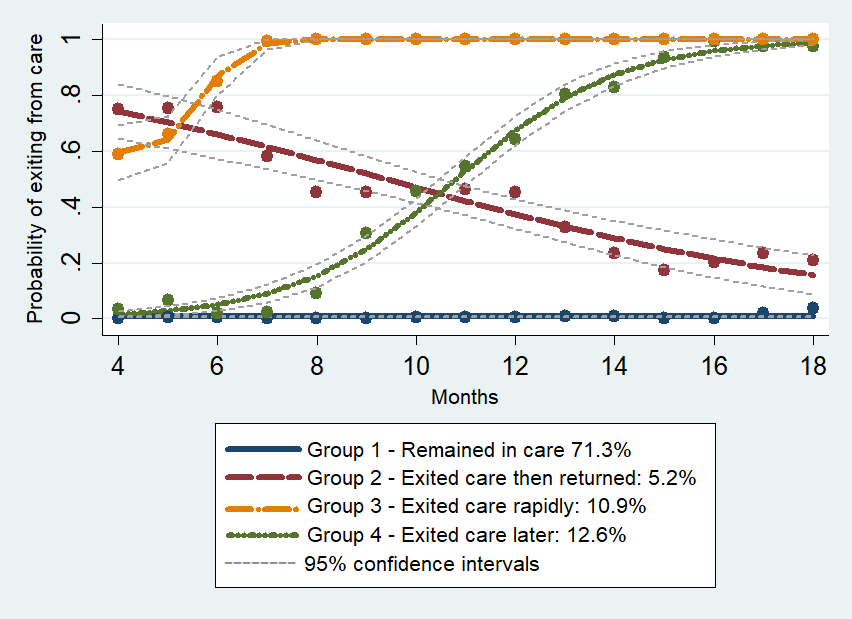 Probability of exiting from care
1
.8
.6
.4
.2
0
4 6 8 10 12 14 16 18
Months
Group 1 - Remained in care 71.3%
Group 2 - Exited care then returned: 5.2%
Group 3 - Exited care rapidly: 10.9%
Group 4 - Exited care later: 12.6%
95% confidence intervals